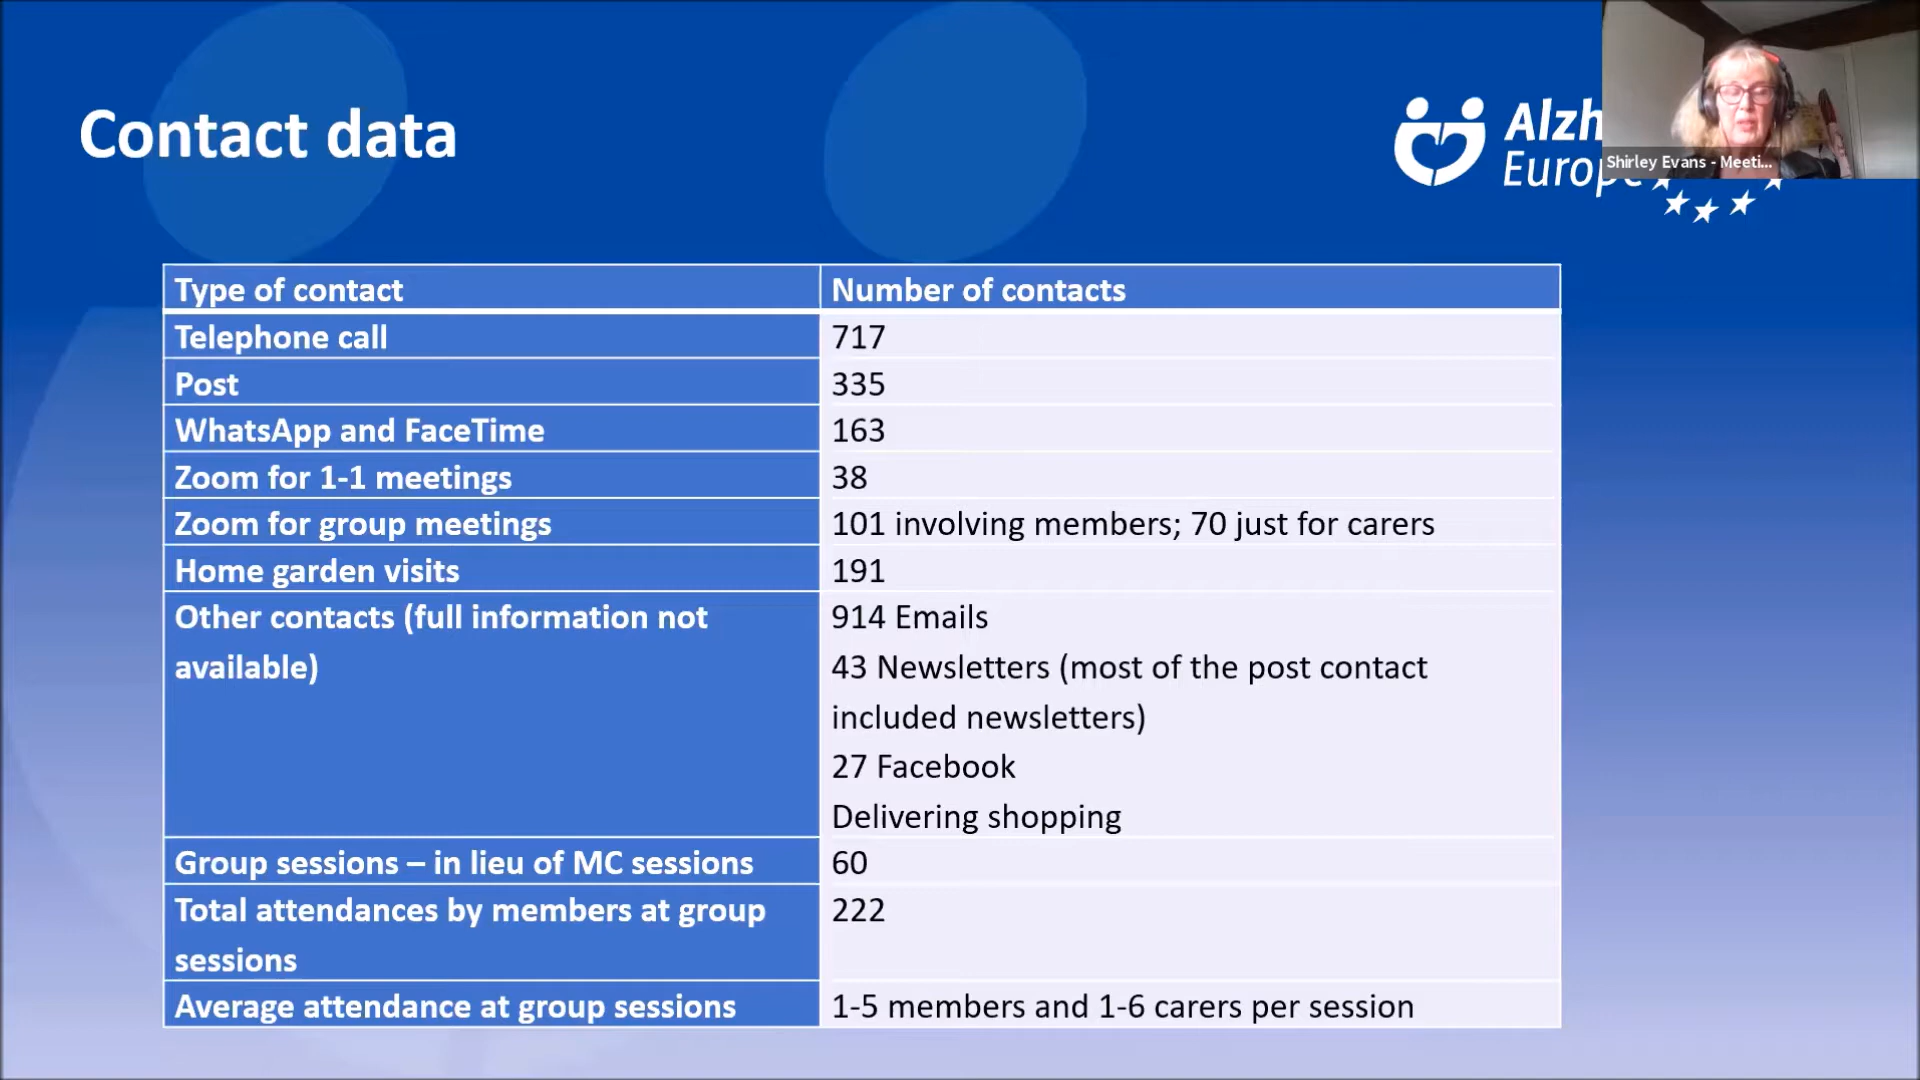 Contact data
Alzh
Europe
Shirley Evans - Meeti...
Type of contact
Number of contacts
Telephone call
717
Post
335
WhatsApp and FaceTime
163
Zoom for 1-1 meetings
38
Zoom for group meetings
101 involving members; 70 just for carers
Home garden visits
191
Other contacts (full information not
available)
914 Emails
43 Newsletters (most of the post contact
included newsletters)
27 Facebook
Delivering shopping
Group sessions – in lieu of MC sessions
60
Total attendances by members at group
sessions
222
Average attendance at group sessions
1-5 members and 1-6 carers per session